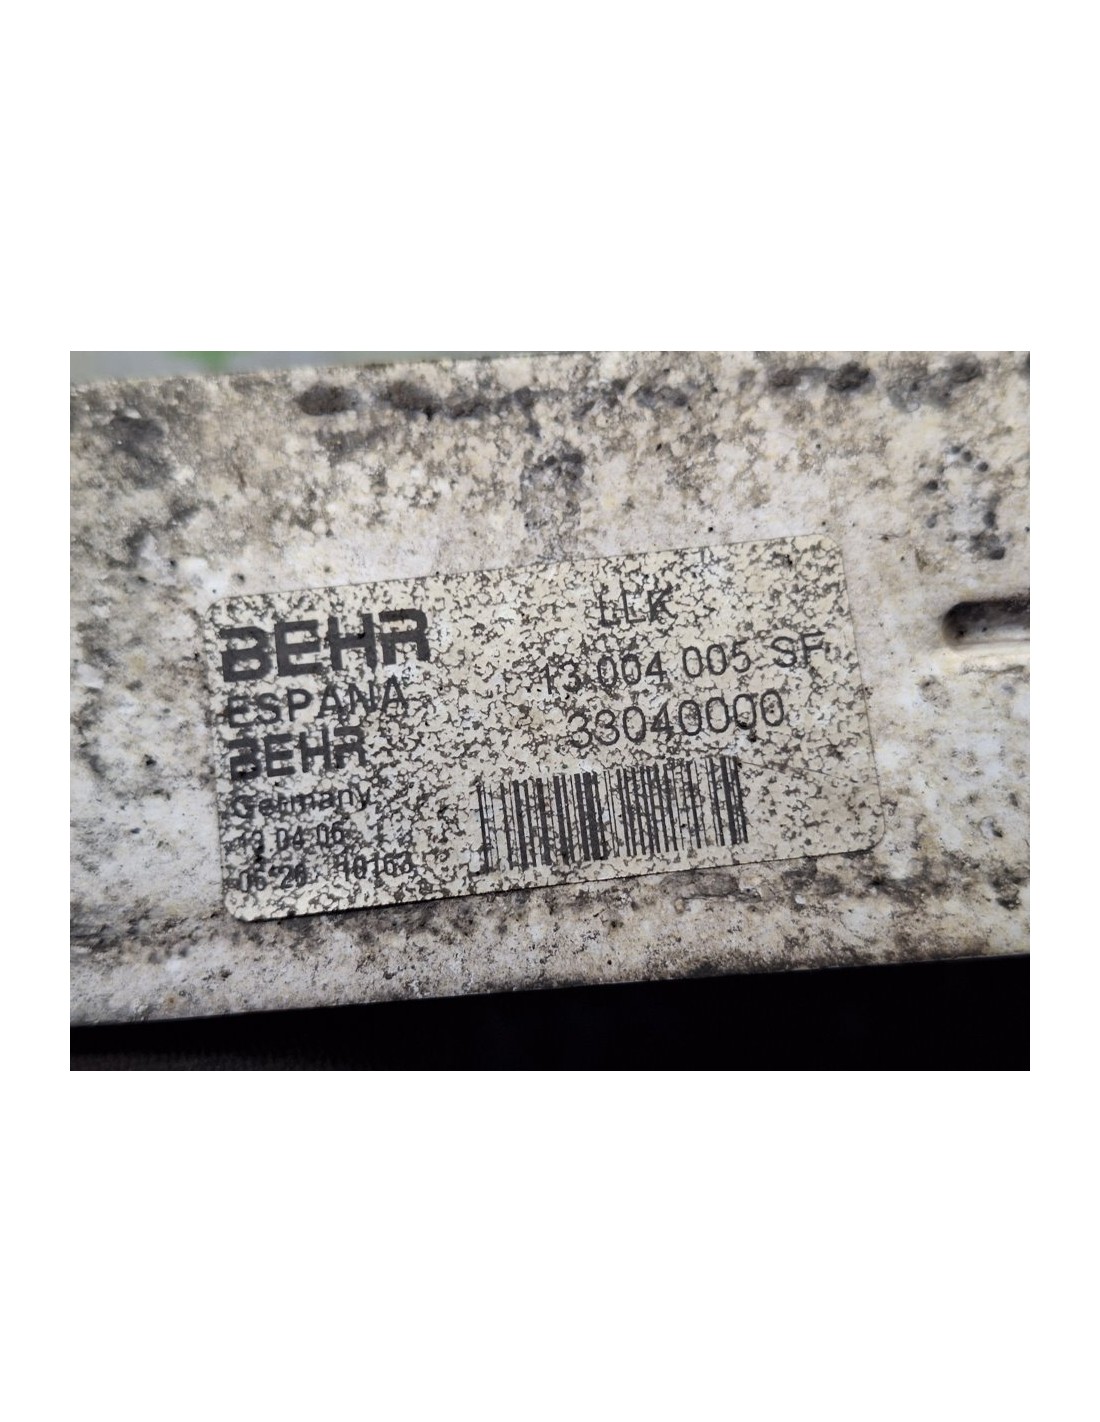 BEHR
ESPANA
BEHR
Germany
LLK
13 004 005 SF
33040000